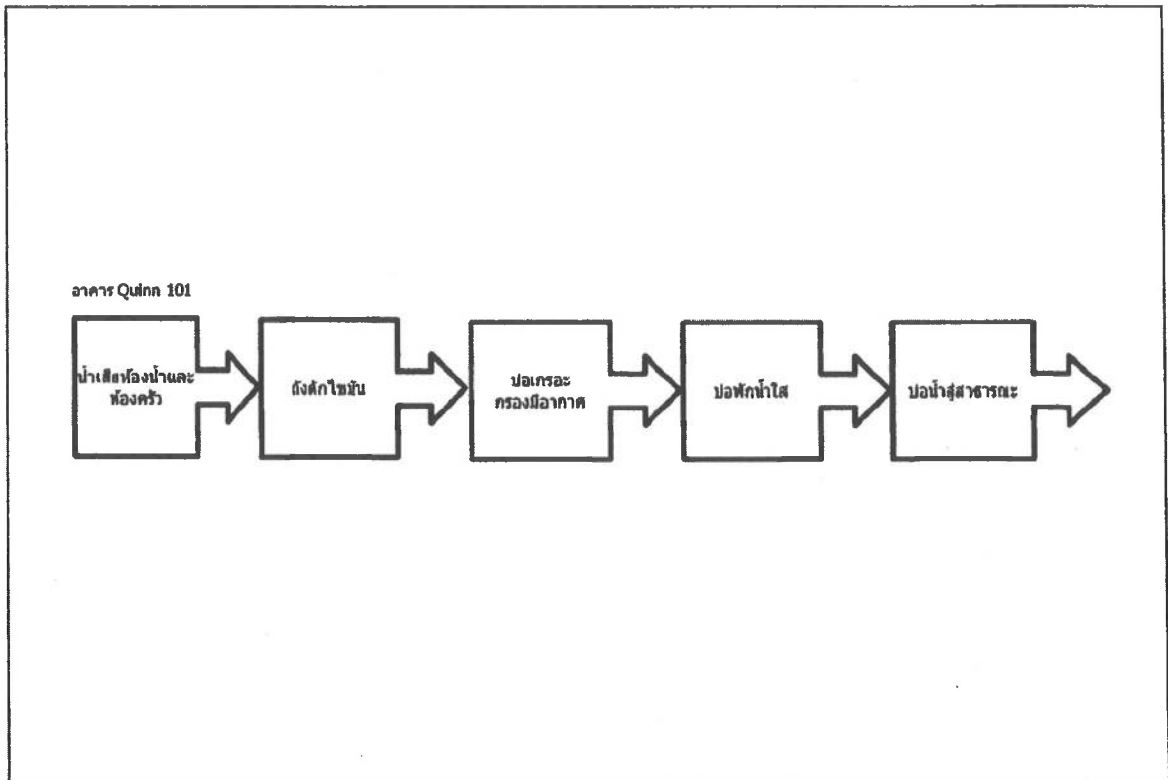 อาคาร Quinn 101
น้ำเสียห้องน้ำและ
ห้องครัว
ถังดักไขมัน
บ่อเกรอะ
กรองมีอากาศ
บ่อพักน้ำใส
บ่อน้ำสู่สาธารณะ